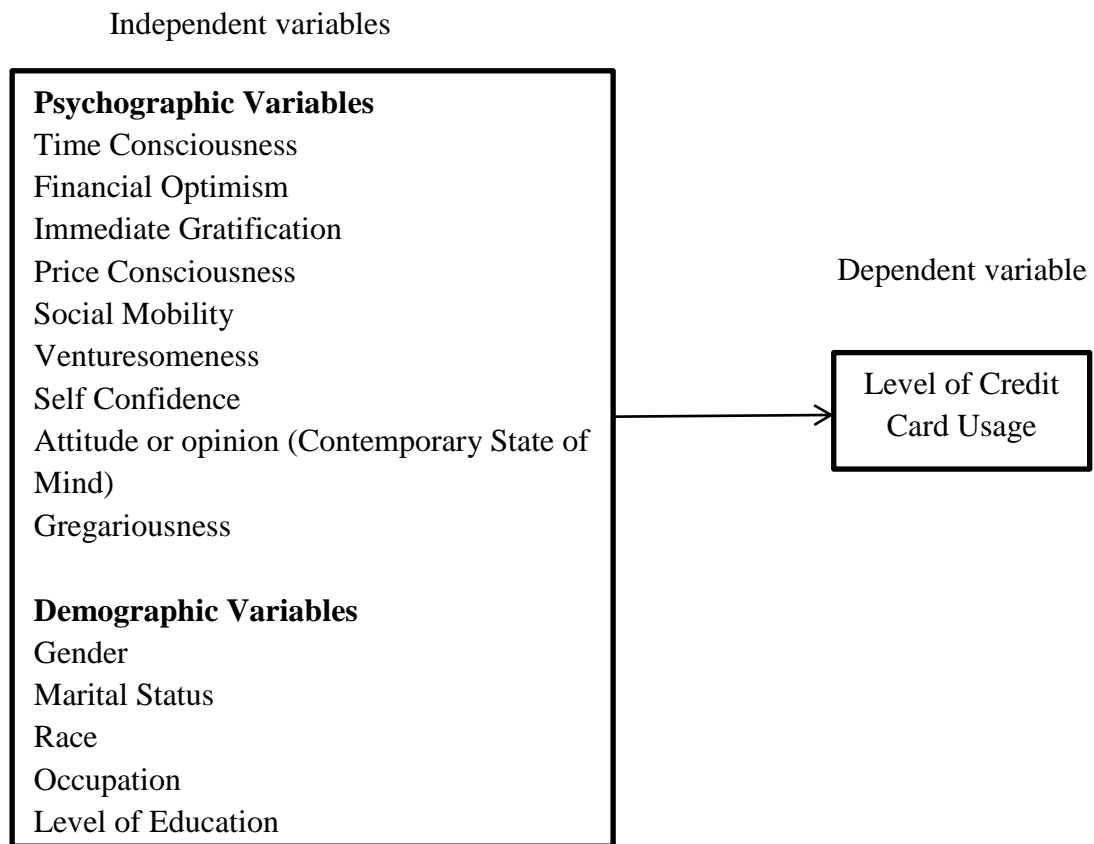 Independent variables
Psychographic Variables
Time Consciousness
Financial Optimism
Immediate Gratification
Price Consciousness
Social Mobility
Venturesomeness
Self Confidence
Attitude or opinion (Contemporary State of
Mind)
Gregariousness
Demographic Variables
Gender
Marital Status
Race
Occupation
Level of Education
Dependent variable
Level of Credit
Card Usage